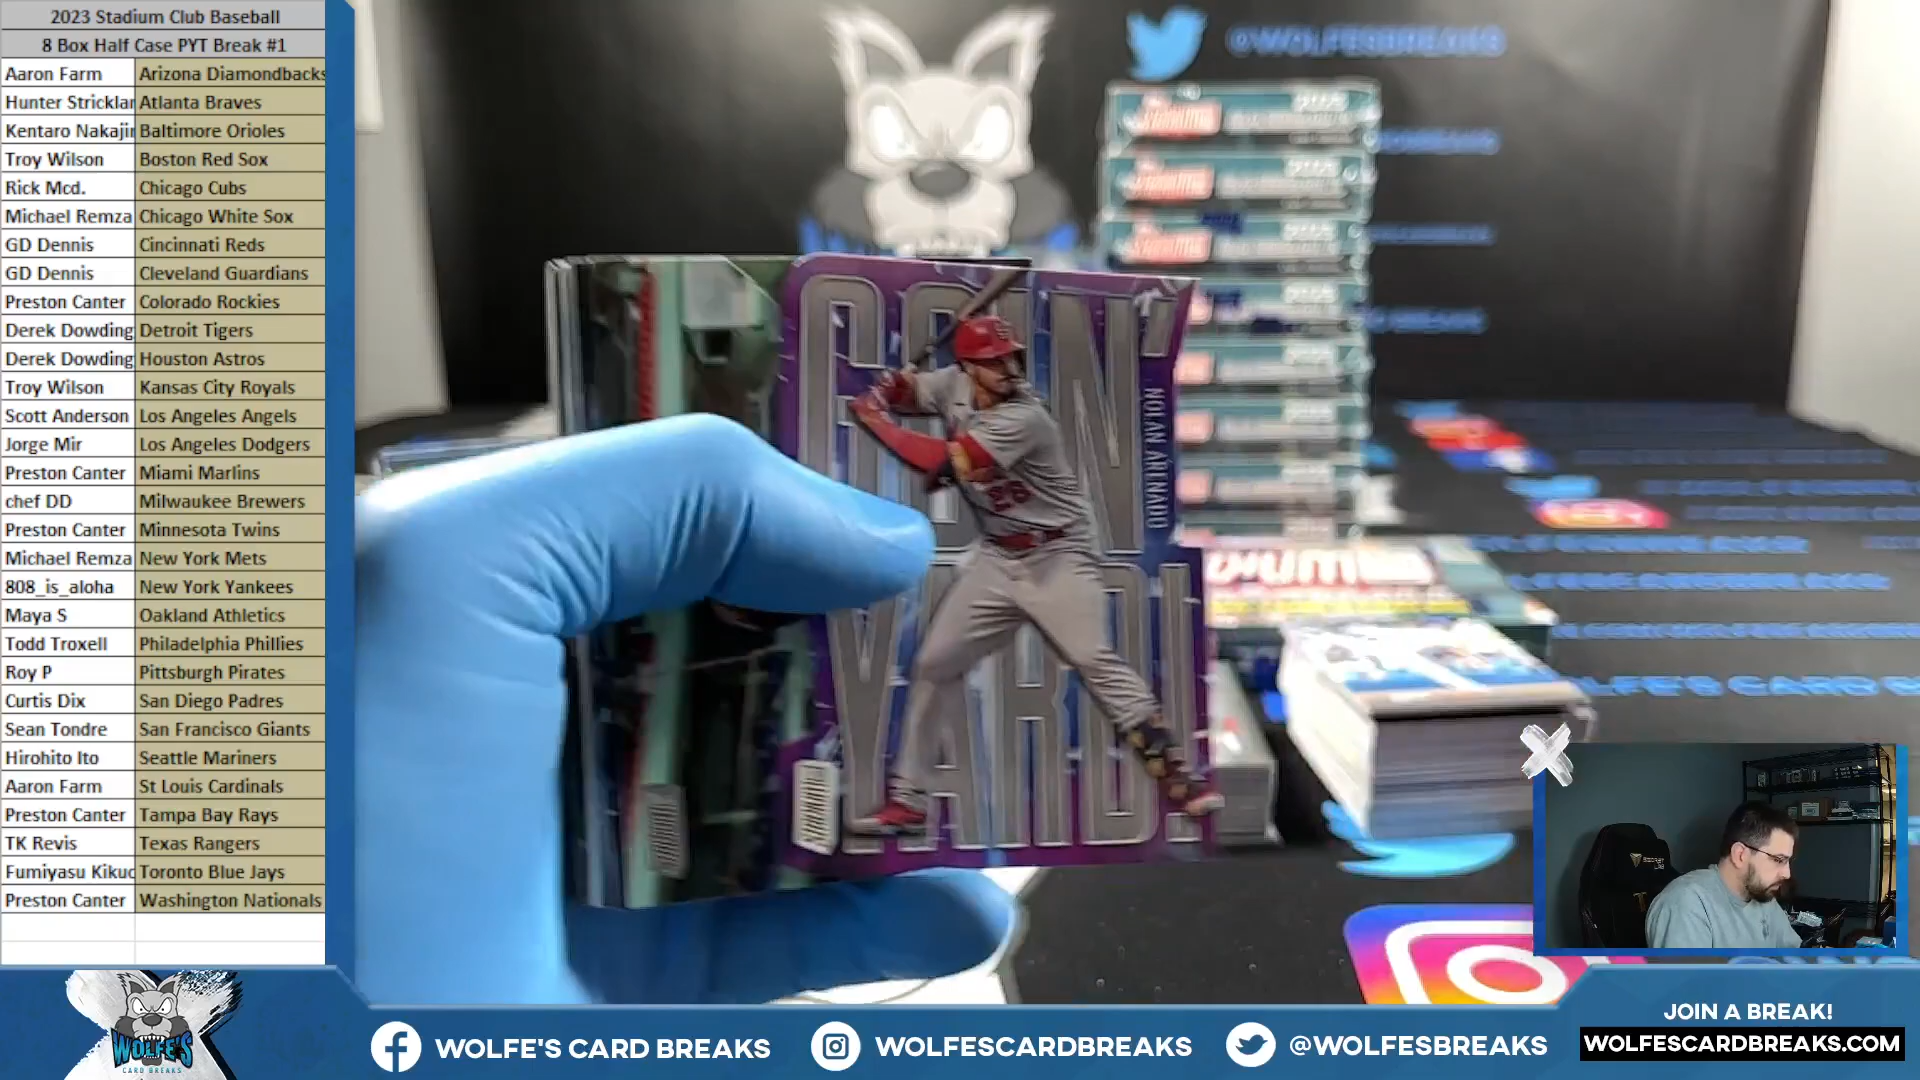 2023 Stadium Club Baseball
8 Box Half Case PYT Break #1
Aaron Farm Arizona Diamondbacks
Hunter Stricklar Atlanta Braves
Kentaro Nakajir Baltimore Orioles
Troy Wilson Boston Red Sox
Rick Mcd. Chicago Cubs
Michael Remza Chicago White Sox
GD Dennis Cincinnati Reds
GD Dennis Cleveland Guardians
Preston Canter Colorado Rockies
Derek Dowding Detroit Tigers
Derek Dowding Houston Astros
Troy Wilson Kansas City Royals
Scott Anderson Los Angeles Angels
Jorge Mir Los Angeles Dodgers
Preston Canter Miami Marlins
chef DD Milwaukee Brewers
Preston Canter Minnesota Twins
Michael Remza New York Mets
808_is_aloha New York Yankees
Maya S Oakland Athletics
Todd Troxell Philadelphia Phillies
Roy P Pittsburgh Pirates
Curtis Dix San Diego Padres
Sean Tondre San Francisco Giants
Hirohito Ito Seattle Mariners
Aaron Farm St Louis Cardinals
Preston Canter Tampa Bay Rays
TK Revis Texas Rangers
Fumiyasu Kikuc Toronto Blue Jays
Preston Canter Washington Nationals
@WOLFESBREAKS
GOIN'
YARD!
NOLAN ARENADO
28
WOLFE'S
CARD BREAKS
WOLFE'S CARD BREAKS
WOLFESCARDBREAKS
@WOLFESBREAKS
JOIN A BREAK!
WOLFESCARDBREAKS.COM